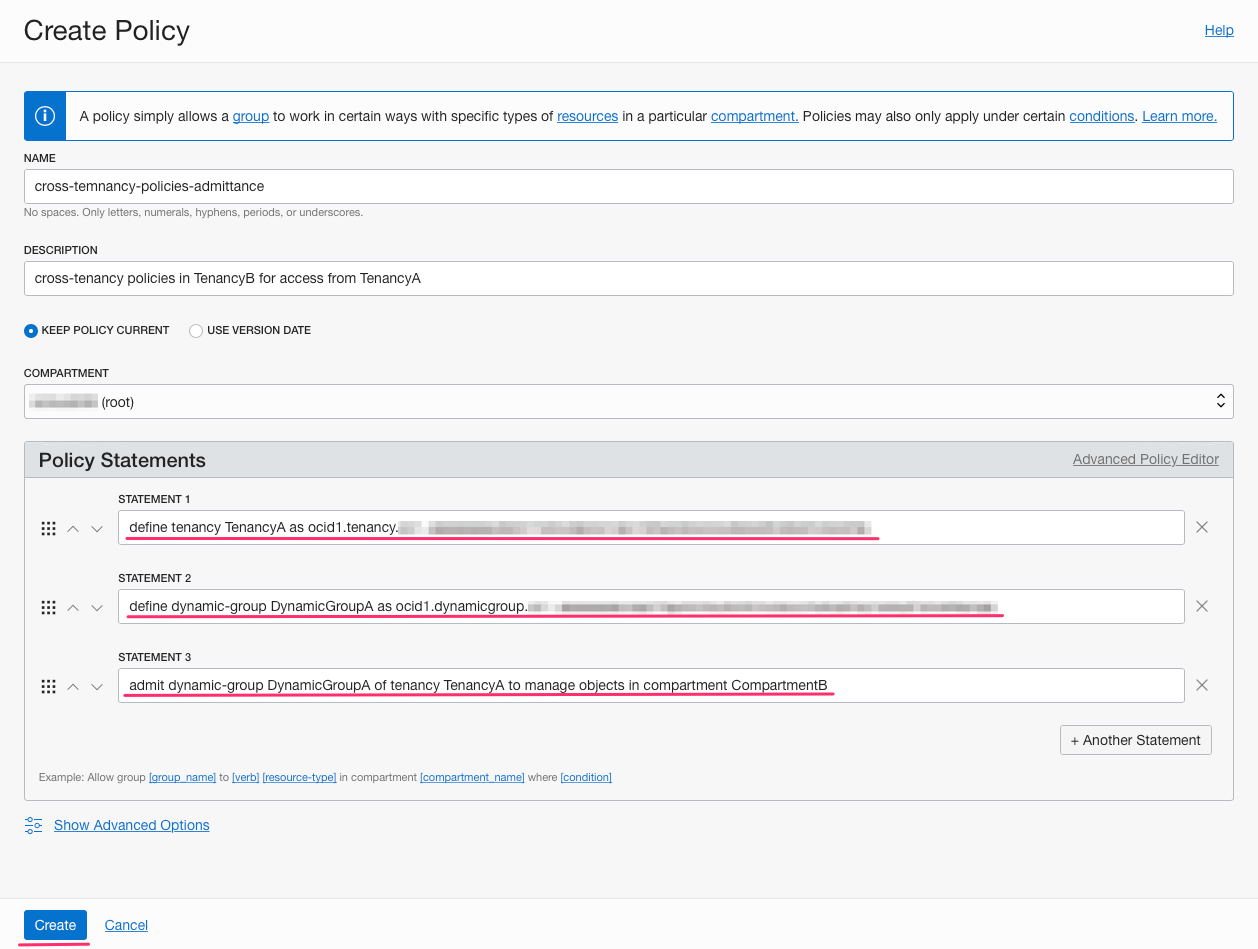 Create Policy
Help
A policy simply allows a group to work in certain ways with specific types of resources in a particular compartment. Policies may also only apply under certain conditions. Learn more.
NAME
cross-temnancy-policies-admittance
No spaces. Only letters, numerals, hyphens, periods, or underscores.
DESCRIPTION
cross-tenancy policies in TenancyB for access from TenancyA
KEEP POLICY CURRENT USE VERSION DATE
COMPARTMENT
(root)
Policy Statements
Advanced Policy Editor
STATEMENT 1
define tenancy TenancyA as ocid1.tenancy.
STATEMENT 2
define dynamic-group DynamicGroupA as ocid1.dynamicgroup.
STATEMENT 3
admit dynamic-group DynamicGroupA of tenancy TenancyA to manage objects in compartment CompartmentB
+ Another Statement
Example: Allow group [group_name] to [verb] [resource-type] in compartment [compartment_name] where [condition]
Show Advanced Options
Create Cancel